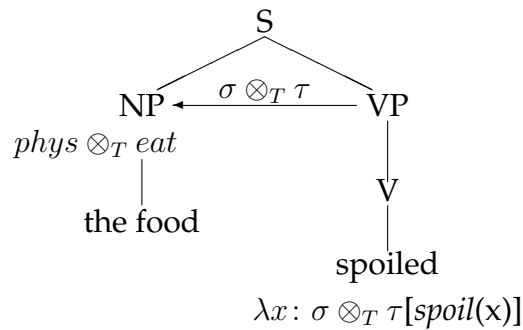 S
NP σ ⊗T τ VP
phys ⊗T eat
V
the food
spoiled
λx: σ ⊗T τ[spoil(x)]